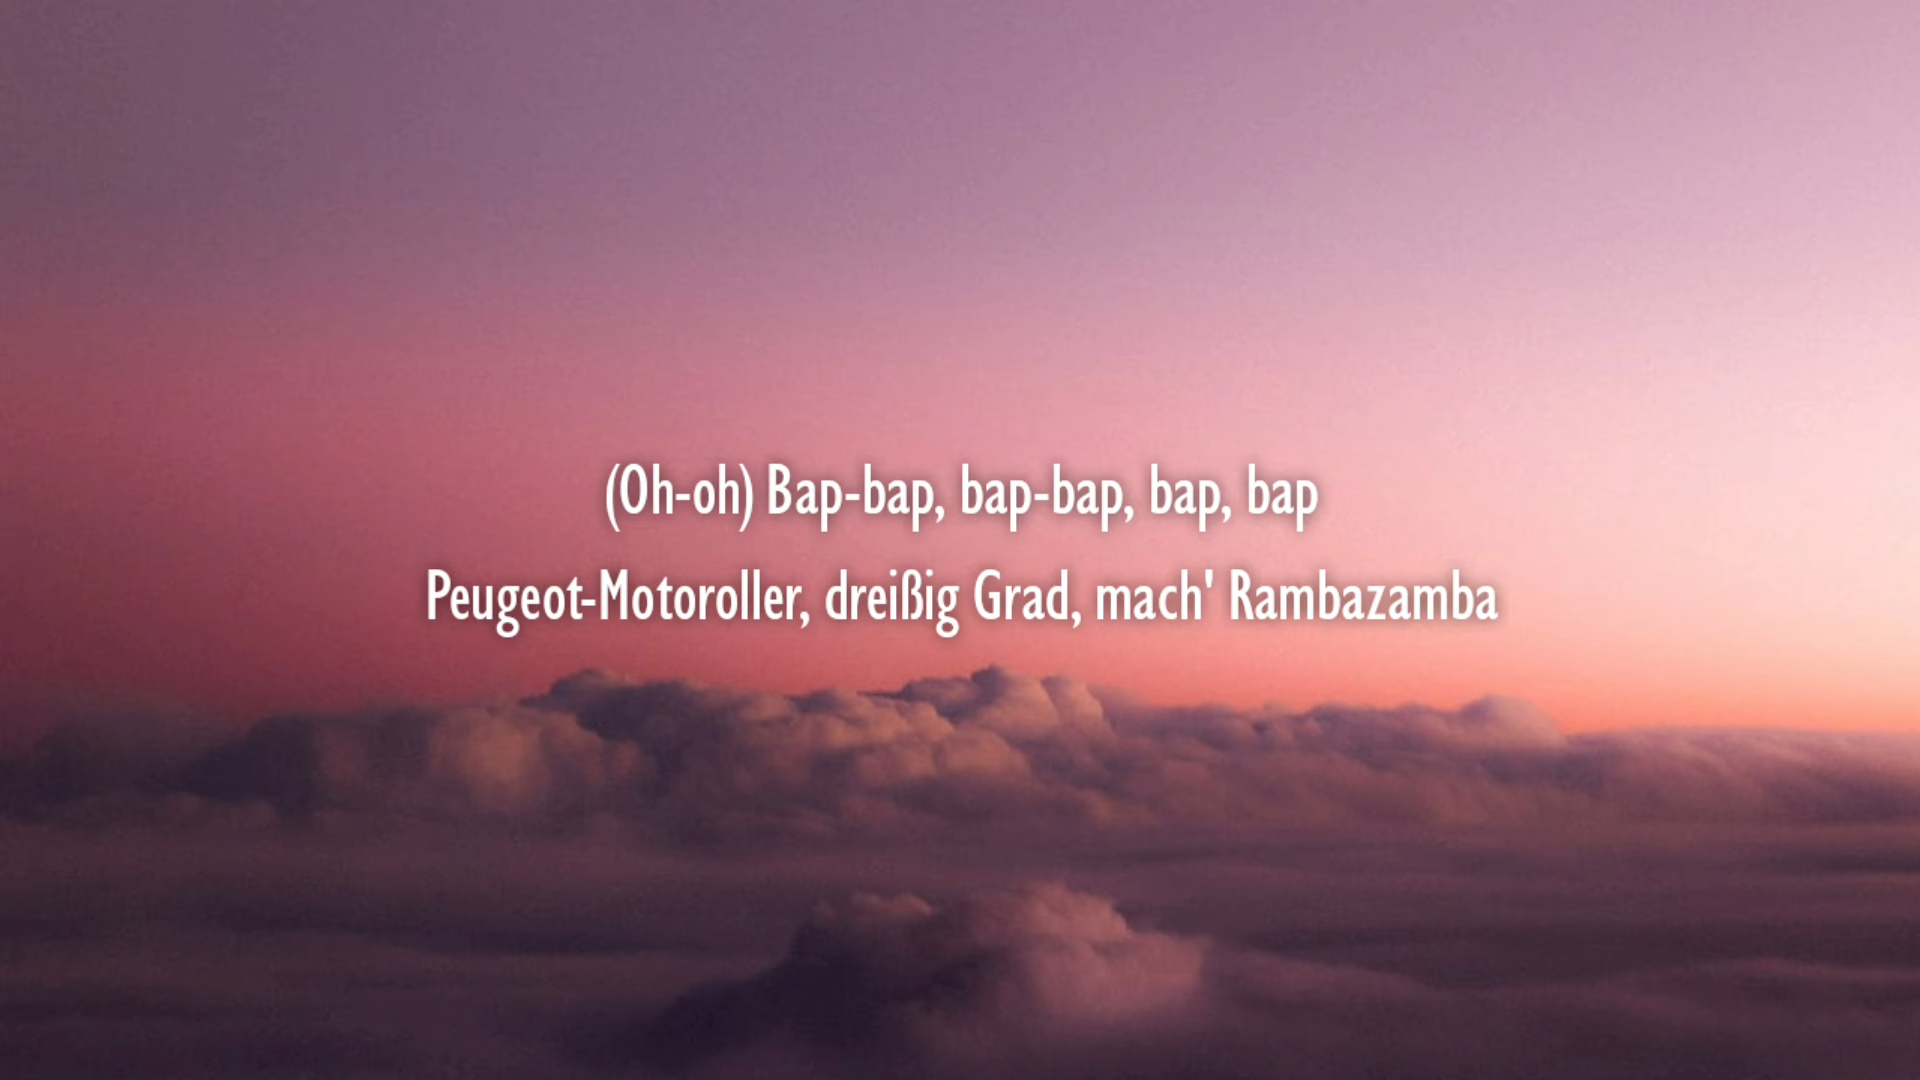 (Oh-oh) Bap-bap, bap-bap, bap, bap
Peugeot-Motoroller, dreißig Grad, mach' Rambazamba